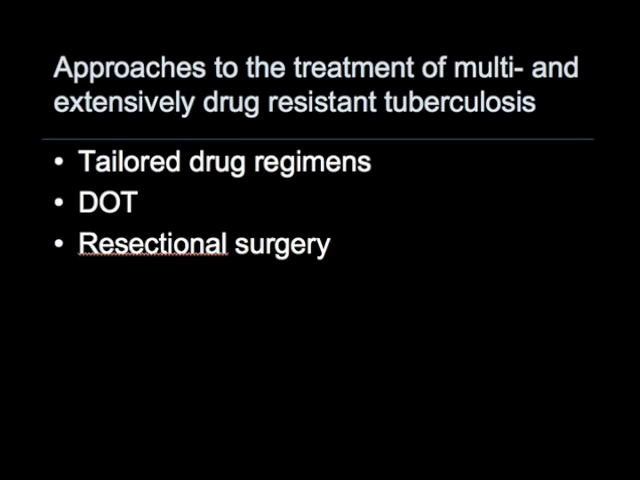 Approaches to the treatment of multi- and
extensively drug resistant tuberculosis
• Tailored drug regimens
• DOT
• Resectional surgery